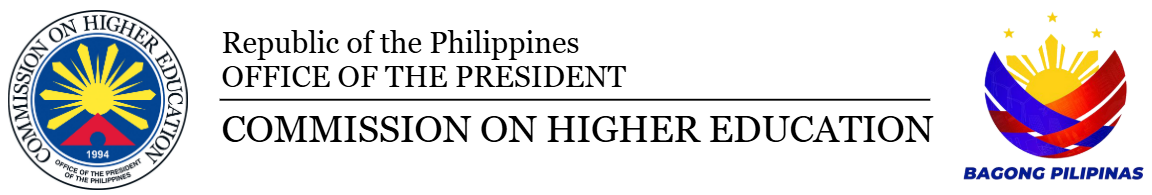 COMMISSION ON HIGHER EDUCATION
1994
OFFICE OF THE PRESIDENT
OF THE PHILIPPINES
Republic of the Philippines
OFFICE OF THE PRESIDENT
COMMISSION ON HIGHER EDUCATION
BAGONG PILIPINAS